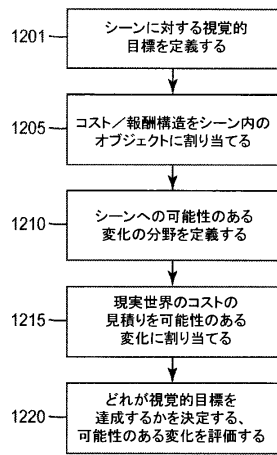 1201
シーンに対する視覚的
目標を定義する
1205
コスト／報酬構造をシーン内の
オブジェクトに割り当てる
1210
シーンへの可能性のある
変化の分野を定義する
1215
現実世界のコストの
見積りを可能性のある
変化に割り当てる
1220
どれが視覚的目標を
達成するかを決定する、
可能性のある変化を評価する